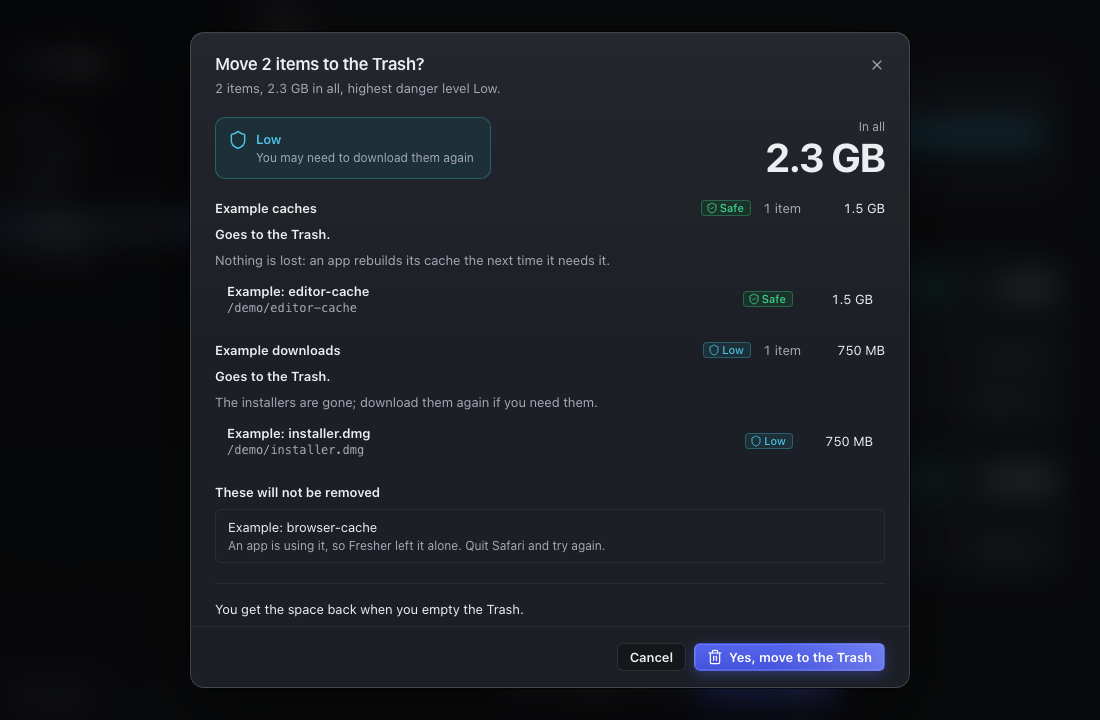 Move 2 items to the Trash?
2 items, 2.3 GB in all, highest danger level Low.
Low
You may need to download them again
In all
2.3 GB
Example caches Safe 1 item 1.5 GB
Goes to the Trash.
Nothing is lost: an app rebuilds its cache the next time it needs it.
Example: editor-cache
/demo/editor-cache
Safe 1.5 GB
Example downloads Low 1 item 750 MB
Goes to the Trash.
The installers are gone; download them again if you need them.
Example: installer.dmg
/demo/installer.dmg
Low 750 MB
These will not be removed
Example: browser-cache
An app is using it, so Fresher left it alone. Quit Safari and try again.
You get the space back when you empty the Trash.
Cancel Yes, move to the Trash